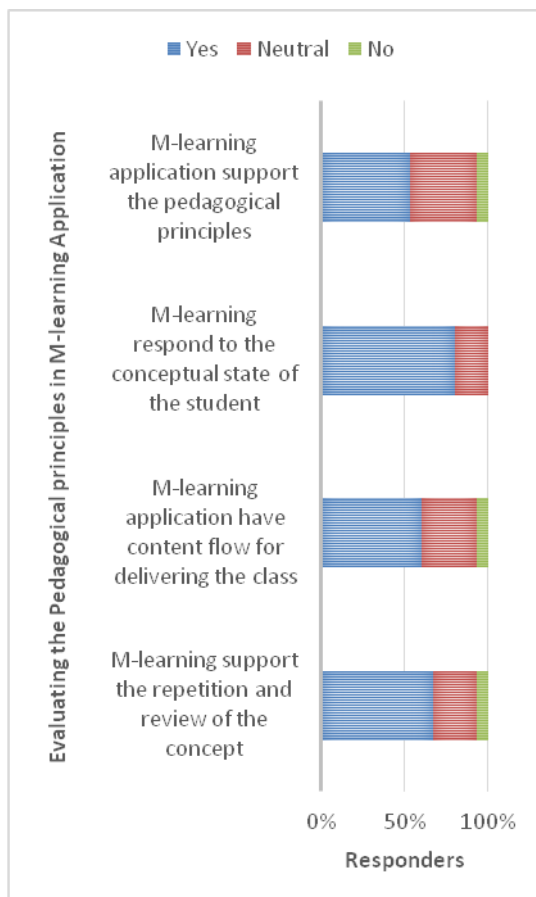 Yes Neutral No
Evaluating the Pedagogical principles in M-learning Application
M-learning
application support
the pedagogical
principles
M-learning
respond to the
conceptual state of
the student
M-learning
application have
content flow for
delivering the class
M-learning support
the repetition and
review of the
concept
0% 50% 100%
Responders